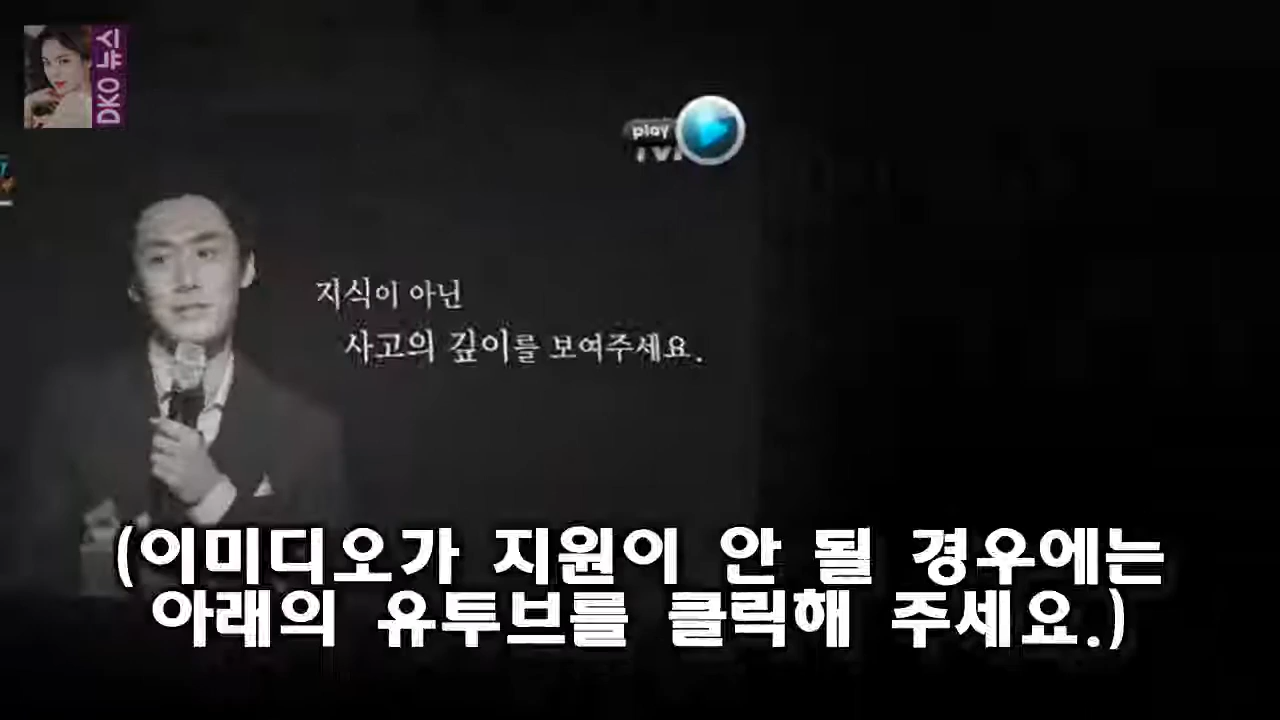 DKO 뉴스
play
지식이 아닌
사고의 깊이를 보여주세요.
(이미디오가 지원이 안 될 경우에는
아래의 유투브를 클릭해 주세요.)